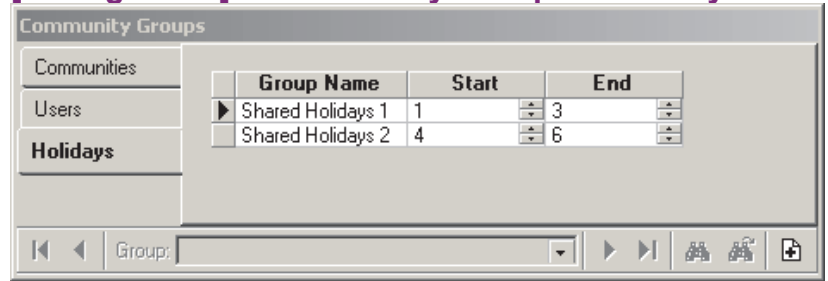 Community Groups
Communities
Users
Holidays
Group Name Start End
Shared Holidays 1 1 3
Shared Holidays 2 4 6
Group: